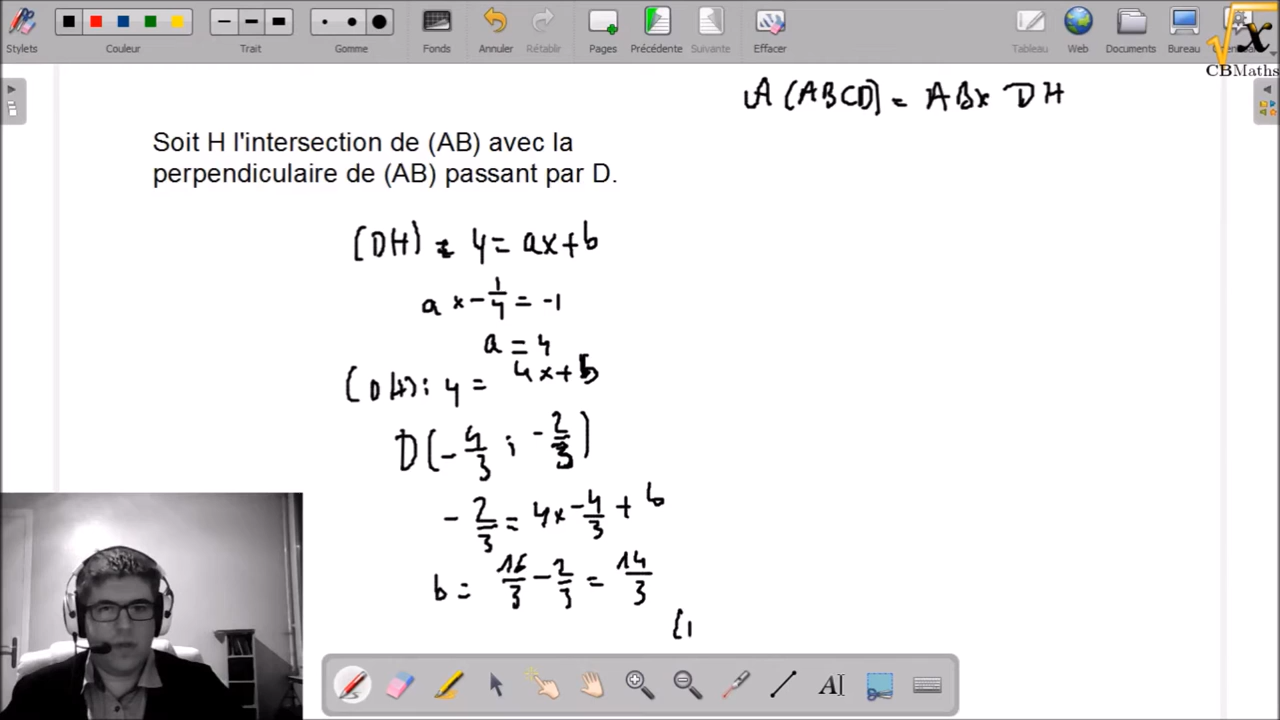 Stylets
Couleur
Trait
Gomme
Fonds
Annuler
Rétablir
Pages
Précédente
Suivante
Effacer
Tableau
Web
Documents
Bureau
√x
CBMaths
A(ABCD) = AB× DH
Soit H l'intersection de (AB) avec la
perpendiculaire de (AB) passant par D.
(DH) : y = ax+b
a × -1/4 = -1
a = 4
(DH): y = 4x+b
D(-4/3 ; -2/3)
-2/3 = 4×-4/3 + b
b = 16/3 - 2/3 = 14/3
AI